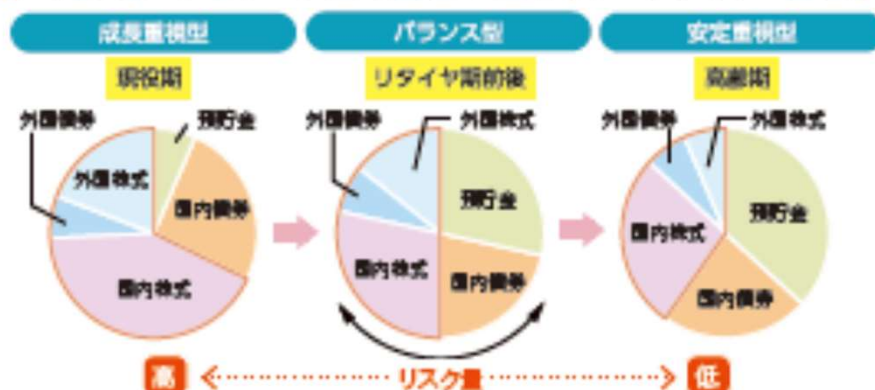 成長重視型
バランス型
安定重視型
現役期
リタイヤ期前後
高齢期
外国債券
預貯金
外国株式
国内債券
国内株式
外国債券
外国株式
預貯金
国内株式
国内債券
外国債券
外国株式
預貯金
国内株式
国内債券
高
リスク量
低